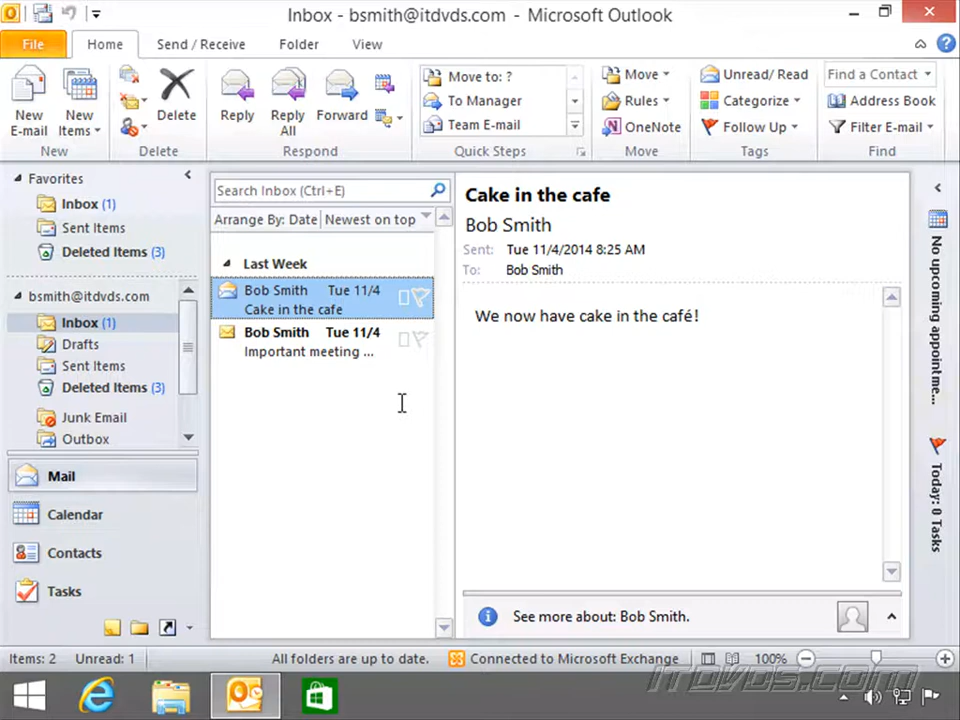 Inbox - bsmith@itdvds.com - Microsoft Outlook
File Home Send / Receive Folder View
New E-mail
New Items
New
Delete
Delete
Reply
Reply All
Forward
Respond
Move to: ?
To Manager
Team E-mail
Quick Steps
Move
Rules
OneNote
Move
Unread/ Read
Categorize
Follow Up
Tags
Find a Contact
Address Book
Filter E-mail
Find
Favorites
Inbox (1)
Sent Items
Deleted Items (3)
bsmith@itdvds.com
Inbox (1)
Drafts
Sent Items
Deleted Items (3)
Junk Email
Outbox
Mail
Calendar
Contacts
Tasks
Search Inbox (Ctrl+E)
Arrange By: Date Newest on top
Last Week
Bob Smith Tue 11/4
Cake in the cafe
Bob Smith Tue 11/4
Important meeting ...
Cake in the cafe
Bob Smith
Sent: Tue 11/4/2014 8:25 AM
To: Bob Smith
We now have cake in the café!
See more about: Bob Smith.
No upcoming appointme...
Today: 0 Tasks
Items: 2 Unread: 1 All folders are up to date. Connected to Microsoft Exchange 100%
ITDVDS.com